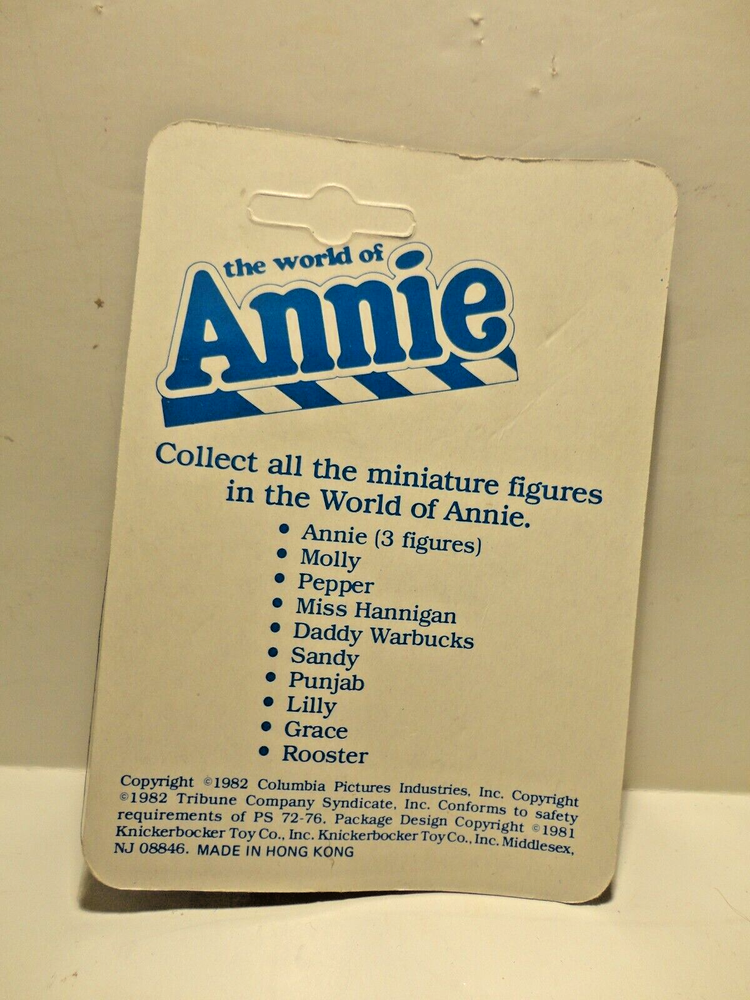 the world of
Annie
Collect all the miniature figures
in the World of Annie.
• Annie (3 figures)
• Molly
• Pepper
• Miss Hannigan
• Daddy Warbucks
• Sandy
• Punjab
• Lilly
• Grace
• Rooster
Copyright ©1982 Columbia Pictures Industries, Inc. Copyright
©1982 Tribune Company Syndicate, Inc. Conforms to safety
requirements of PS 72-76. Package Design Copyright ©1981
Knickerbocker Toy Co., Inc. Knickerbocker Toy Co., Inc. Middlesex,
NJ 08846. MADE IN HONG KONG